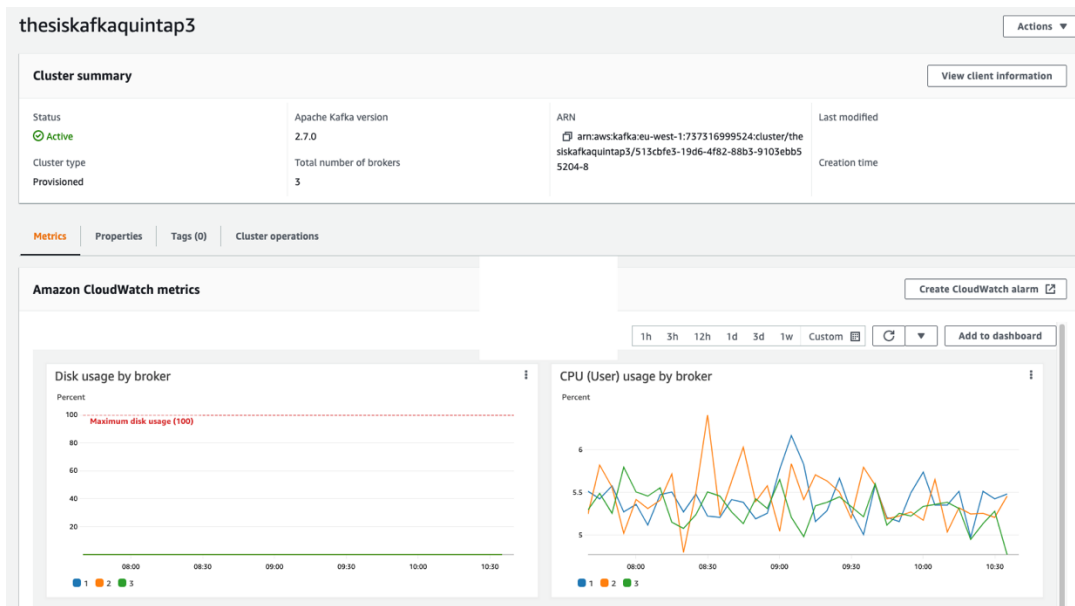 thesiskafkaquintap3
Actions
Cluster summary
View client information
Status
Active
Cluster type
Provisioned
Apache Kafka version
2.7.0
Total number of brokers
3
ARN
arn:aws:kafka:eu-west-1:737316999524:cluster/the
siskafkaquintap3/513cbfe3-19d6-4f82-88b3-9103ebb5
5204-8
Last modified
Creation time
Metrics
Properties
Tags (0)
Cluster operations
Amazon CloudWatch metrics
Create CloudWatch alarm
1h 3h 12h 1d 3d 1w Custom
Add to dashboard
Disk usage by broker
Percent
100
Maximum disk usage (100)
80
60
40
20
08:00 08:30 09:00 09:30 10:00 10:30
1 2 3
CPU (User) usage by broker
Percent
6
5.5
5
08:00 08:30 09:00 09:30 10:00 10:30
1 2 3